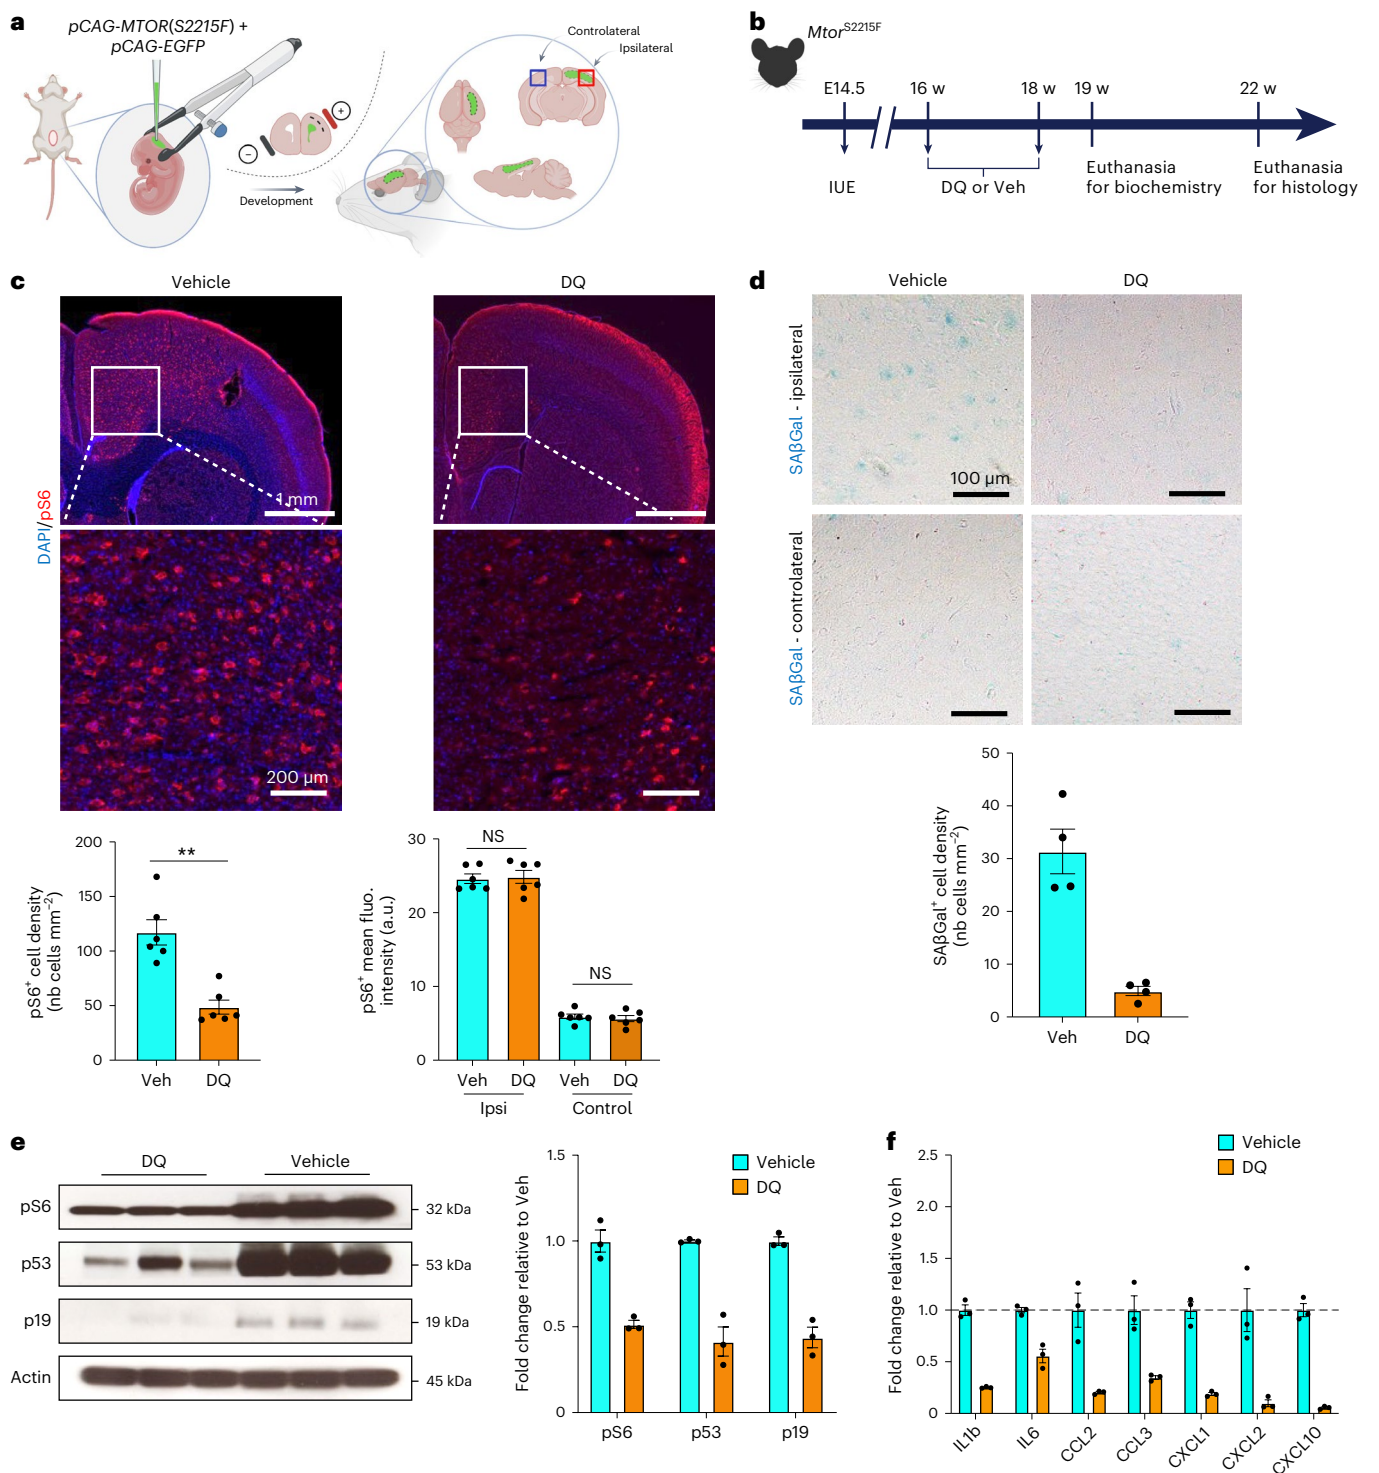 a
pCAG-MTOR(S2215F) +
pCAG-EGFP
Controlateral
Ipsilateral
+
−
Development
b
Mtor^S2215F
E14.5
16 w
18 w
19 w
22 w
IUE
DQ or Veh
Euthanasia
for biochemistry
Euthanasia
for histology
c
Vehicle
DQ
DAPI/pS6
1 mm
200 µm
pS6⁺ cell density
(nb cells mm⁻²)
200
150
100
50
0
**
Veh
DQ
pS6⁺ mean fluo.
intensity (a.u.)
30
20
10
0
NS
NS
Veh
DQ
Veh
DQ
Ipsi
Control
d
Vehicle
DQ
SAβGal - ipsilateral
100 µm
SAβGal - controlateral
SAβGal⁺ cell density
(nb cells mm⁻²)
50
40
30
20
10
0
Veh
DQ
e
DQ
Vehicle
pS6
32 kDa
p53
53 kDa
p19
19 kDa
Actin
45 kDa
Fold change relative to Veh
1.5
1.0
0.5
0
Vehicle
DQ
pS6
p53
p19
f
Vehicle
DQ
Fold change relative to Veh
2.5
2.0
1.5
1.0
0.5
0
IL1b
IL6
CCL2
CCL3
CXCL1
CXCL2
CXCL10